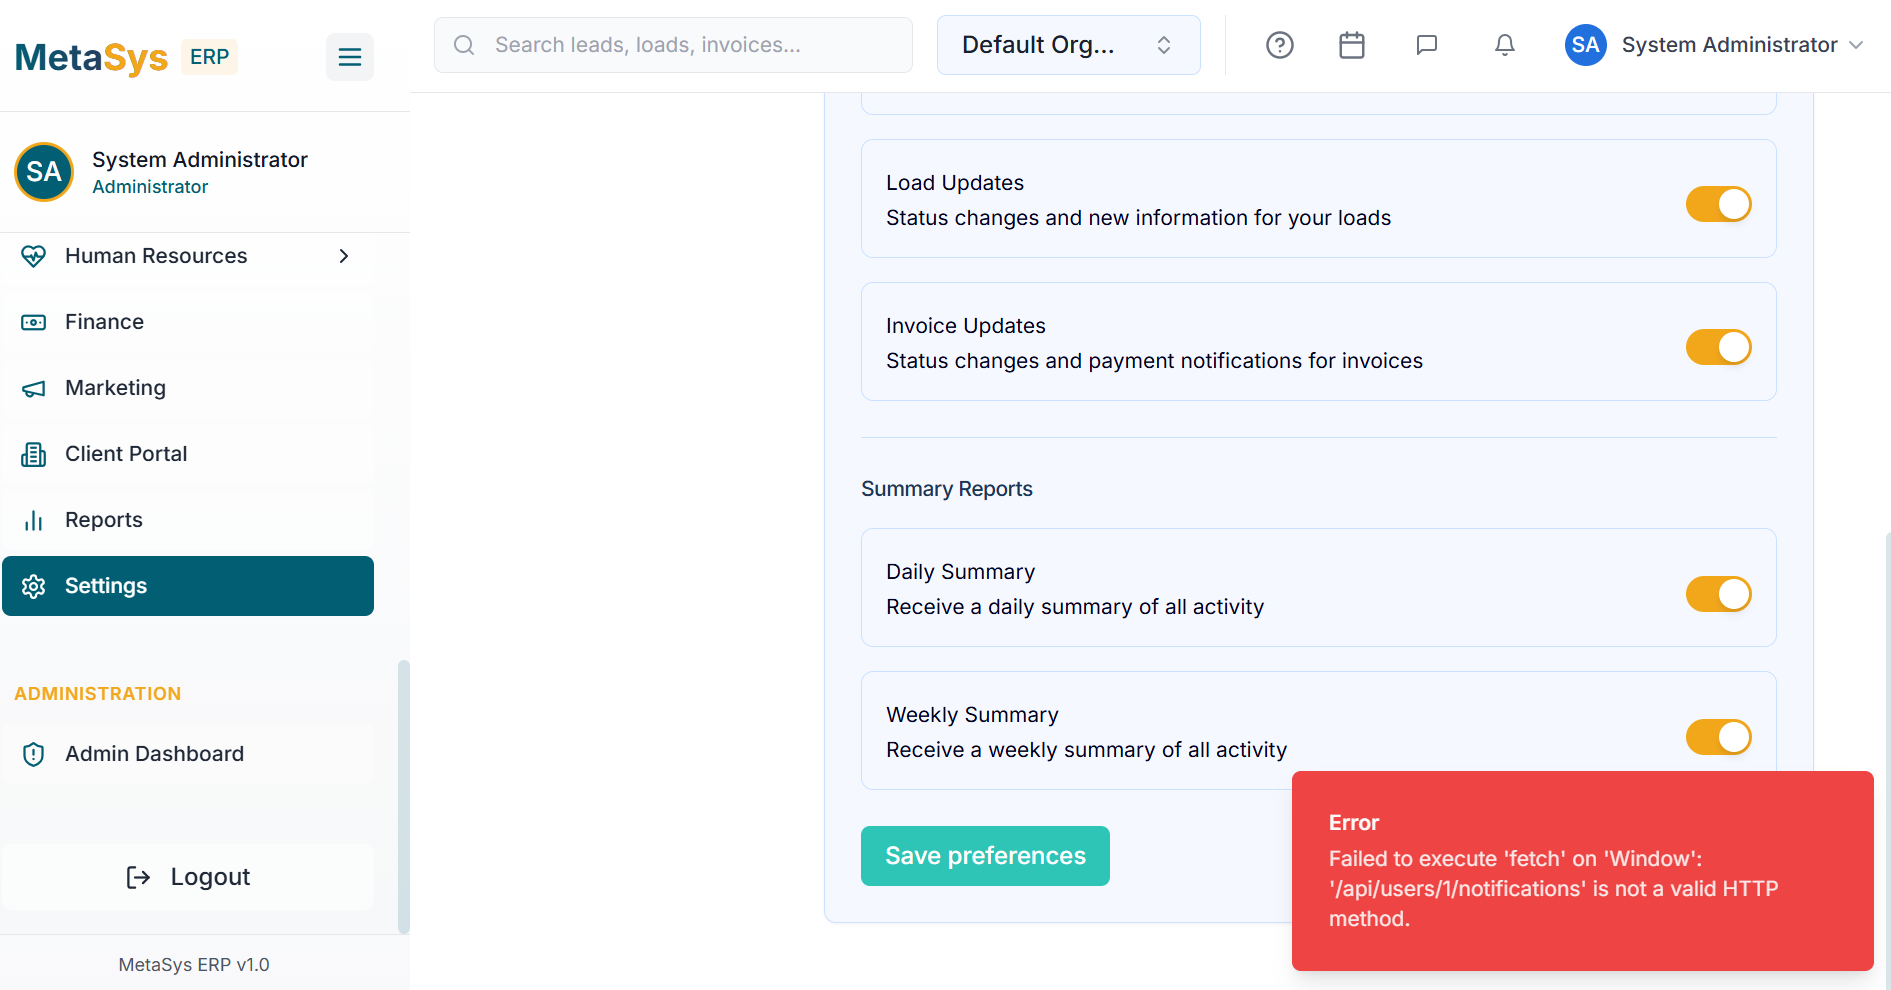 MetaSys ERP
Search leads, loads, invoices...
Default Org...
SA System Administrator
SA
System Administrator
Administrator
Human Resources
Finance
Marketing
Client Portal
Reports
Settings
ADMINISTRATION
Admin Dashboard
Logout
MetaSys ERP v1.0
Load Updates
Status changes and new information for your loads
Invoice Updates
Status changes and payment notifications for invoices
Summary Reports
Daily Summary
Receive a daily summary of all activity
Weekly Summary
Receive a weekly summary of all activity
Save preferences
Error
Failed to execute 'fetch' on 'Window':
'/api/users/1/notifications' is not a valid HTTP
method.